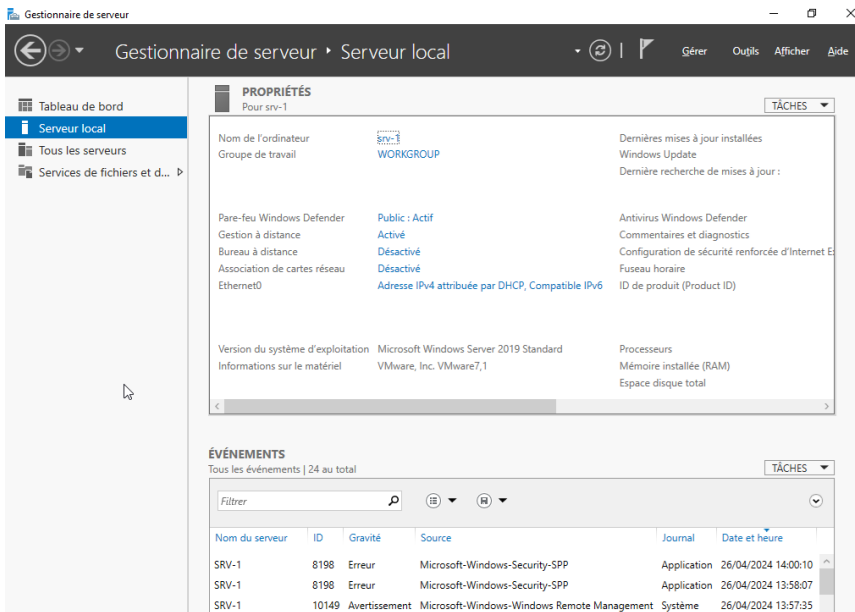 Gestionnaire de serveur
Gestionnaire de serveur ‣ Serveur local
Gérer Outils Afficher Aide
Tableau de bord
Serveur local
Tous les serveurs
Services de fichiers et d...
PROPRIÉTÉS
Pour srv-1
TÂCHES
Nom de l'ordinateur srv-1 Dernières mises à jour installées
Groupe de travail WORKGROUP Windows Update
Dernière recherche de mises à jour :
Pare-feu Windows Defender Public : Actif Antivirus Windows Defender
Gestion à distance Activé Commentaires et diagnostics
Bureau à distance Désactivé Configuration de sécurité renforcée d'Internet E
Association de cartes réseau Désactivé Fuseau horaire
Ethernet0 Adresse IPv4 attribuée par DHCP, Compatible IPv6 ID de produit (Product ID)
Version du système d'exploitation Microsoft Windows Server 2019 Standard Processeurs
Informations sur le matériel VMware, Inc. VMware7,1 Mémoire installée (RAM)
Espace disque total
ÉVÉNEMENTS
Tous les événements | 24 au total
TÂCHES
Filtrer
Nom du serveur ID Gravité Source Journal Date et heure
SRV-1 8198 Erreur Microsoft-Windows-Security-SPP Application 26/04/2024 14:00:10
SRV-1 8198 Erreur Microsoft-Windows-Security-SPP Application 26/04/2024 13:58:07
SRV-1 10149 Avertissement Microsoft-Windows-Windows Remote Management Système 26/04/2024 13:57:35